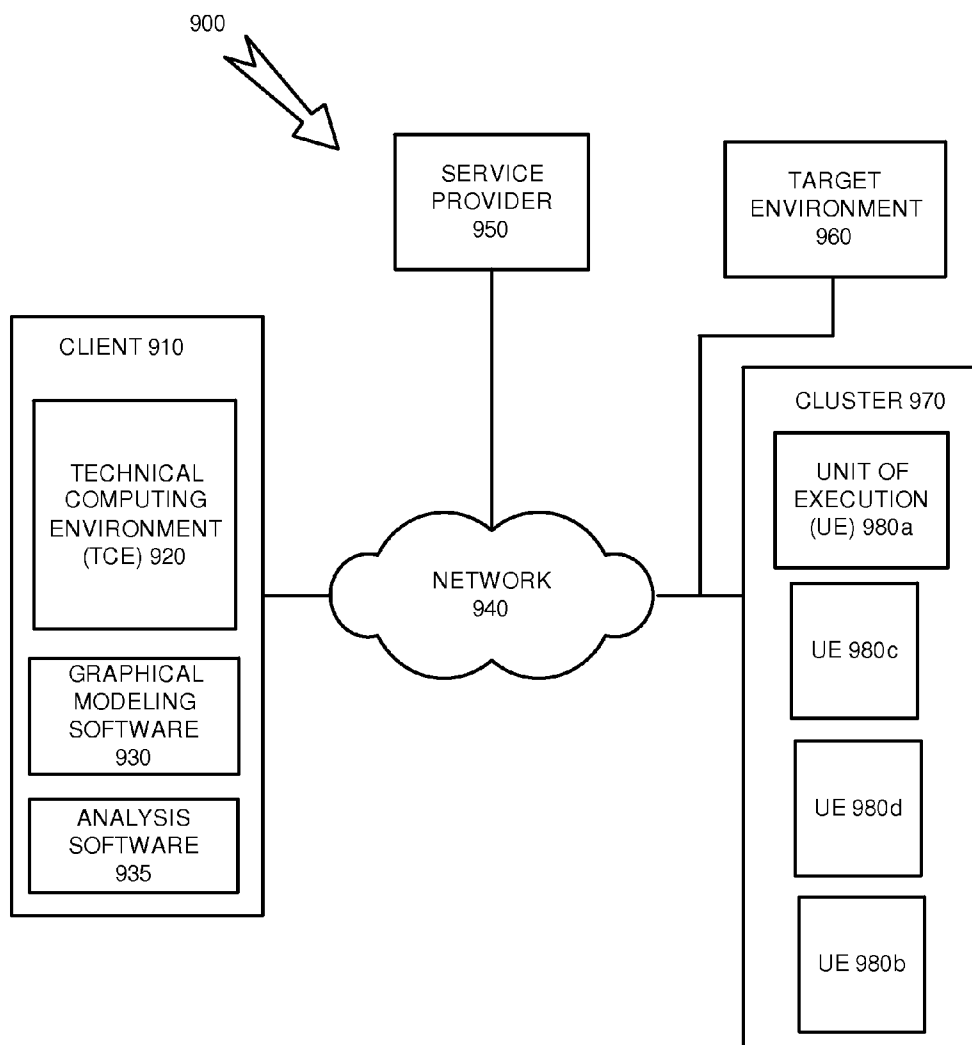 900
SERVICE
PROVIDER
950
TARGET
ENVIRONMENT
960
CLIENT 910
TECHNICAL
COMPUTING
ENVIRONMENT
(TCE) 920
GRAPHICAL
MODELING
SOFTWARE
930
ANALYSIS
SOFTWARE
935
NETWORK
940
CLUSTER 970
UNIT OF
EXECUTION
(UE) 980a
UE 980c
UE 980d
UE 980b